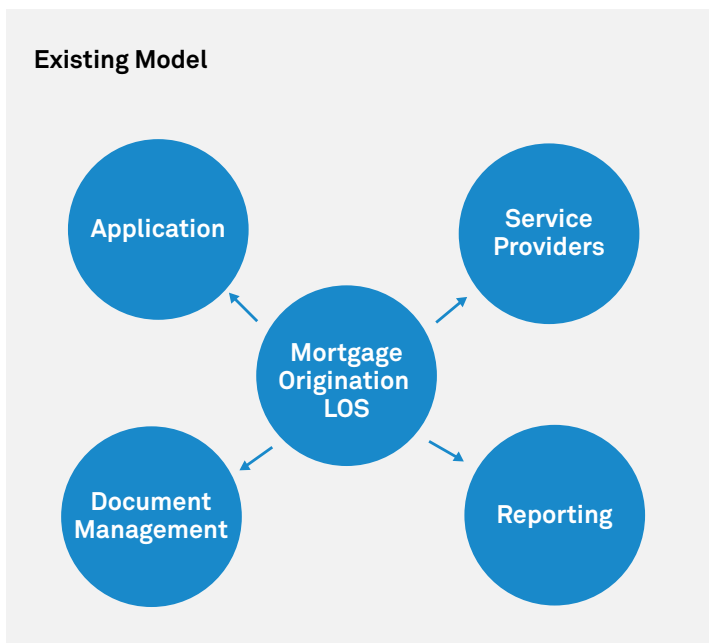 Existing Model
Application
Service
Providers
Mortgage
Origination
LOS
Document
Management
Reporting